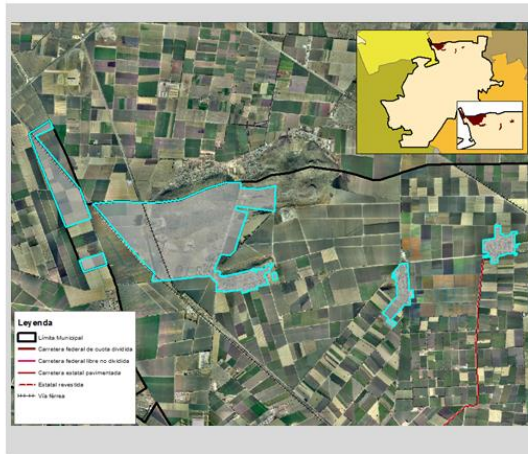 Leyenda
Límite Municipal
Carretera federal de cuota dividida
Carretera federal libre no dividida
Carretera estatal pavimentada
Estatal revestida
Vía férrea